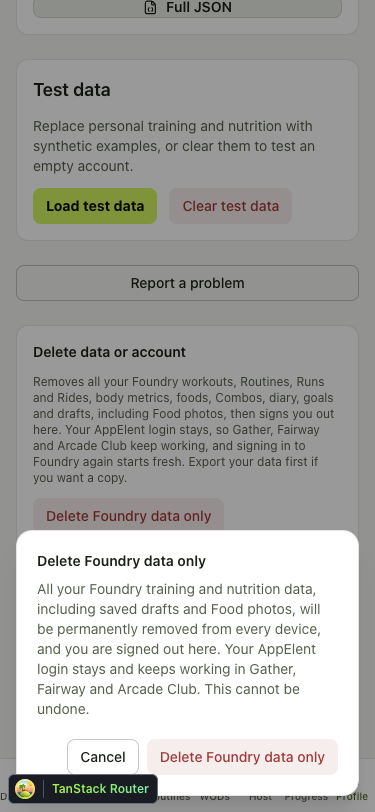 Full JSON
Test data
Replace personal training and nutrition with
synthetic examples, or clear them to test an
empty account.
Load test data
Clear test data
Report a problem
Delete data or account
Removes all your Foundry workouts, Routines, Runs
and Rides, body metrics, foods, Combos, diary, goals
and drafts, including Food photos, then signs you out
here. Your AppElent login stays, so Gather, Fairway
and Arcade Club keep working, and signing in to
Foundry again starts fresh. Export your data first if
you want a copy.
Delete Foundry data only
Delete Foundry data only
All your Foundry training and nutrition data,
including saved drafts and Food photos, will
be permanently removed from every device,
and you are signed out here. Your AppElent
login stays and keeps working in Gather,
Fairway and Arcade Club. This cannot be
undone.
Cancel
Delete Foundry data only
TanStack Router
WODs Host Progress Profile